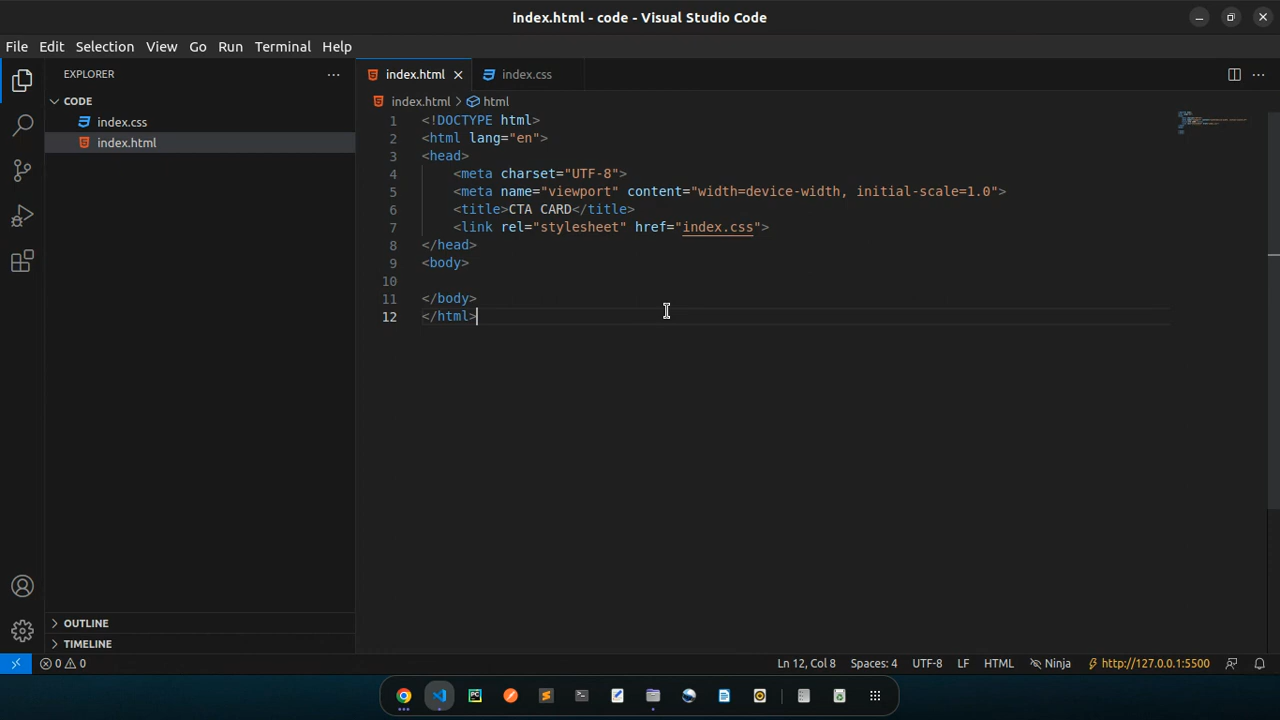 index.html - code - Visual Studio Code
File Edit Selection View Go Run Terminal Help
EXPLORER
CODE
index.css
index.html
OUTLINE
TIMELINE
index.html index.css
index.html > html
1 <!DOCTYPE html>
2 <html lang="en">
3 <head>
4 <meta charset="UTF-8">
5 <meta name="viewport" content="width=device-width, initial-scale=1.0">
6 <title>CTA CARD</title>
7 <link rel="stylesheet" href="index.css">
8 </head>
9 <body>
10
11 </body>
12 </html>
0 0 Ln 12, Col 8 Spaces: 4 UTF-8 LF HTML Ninja http://127.0.0.1:5500